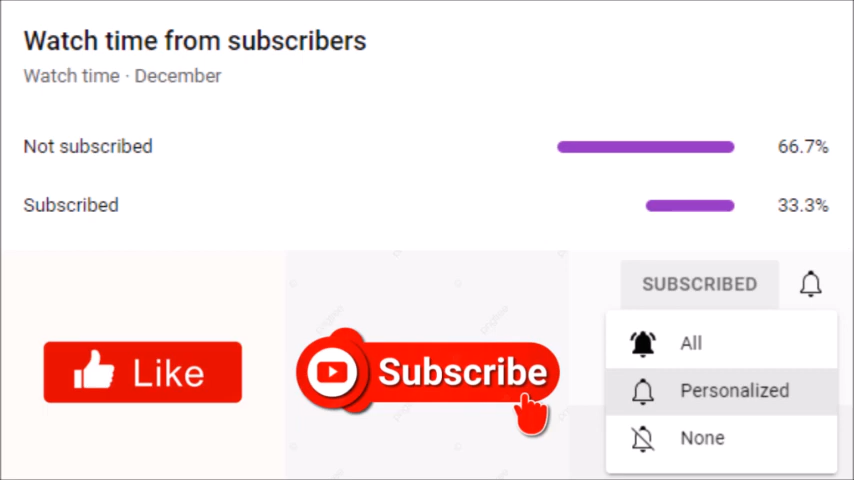 Watch time from subscribers
Watch time · December
Not subscribed 66.7%
Subscribed 33.3%
SUBSCRIBED
All
Like
Subscribe
Personalized
None